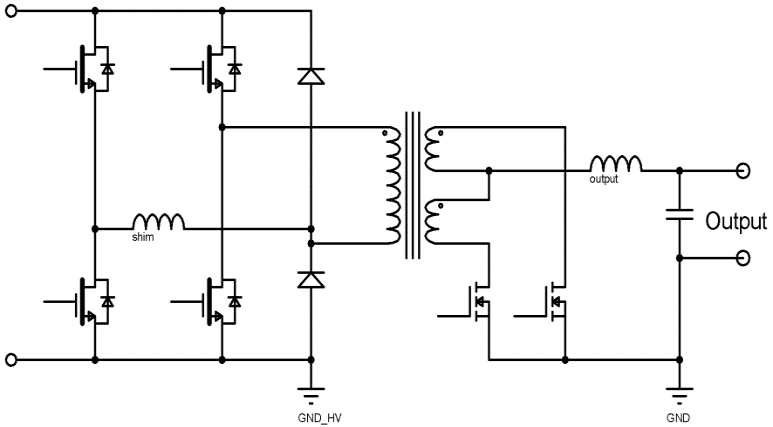 shim
output
Output
GND_HV
GND